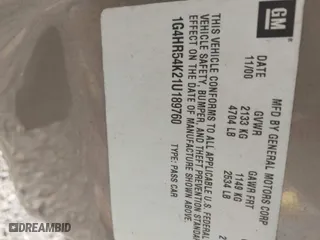 GM
MFD BY GENERAL MOTORS CORP
DATE GVWR GAWR FRT
11/00 2133 KG 1149 KG
4704 LB 2534 LB
THIS VEHICLE CONFORMS TO ALL APPLICABLE U.S. FEDERAL
VEHICLE SAFETY, BUMPER, AND THEFT PREVENTION STANDARDS
EFFECT ON THE DATE OF MANUFACTURE SHOWN ABOVE.
1G4HR54K21U189760 TYPE: PASS CAR
DREAMBID